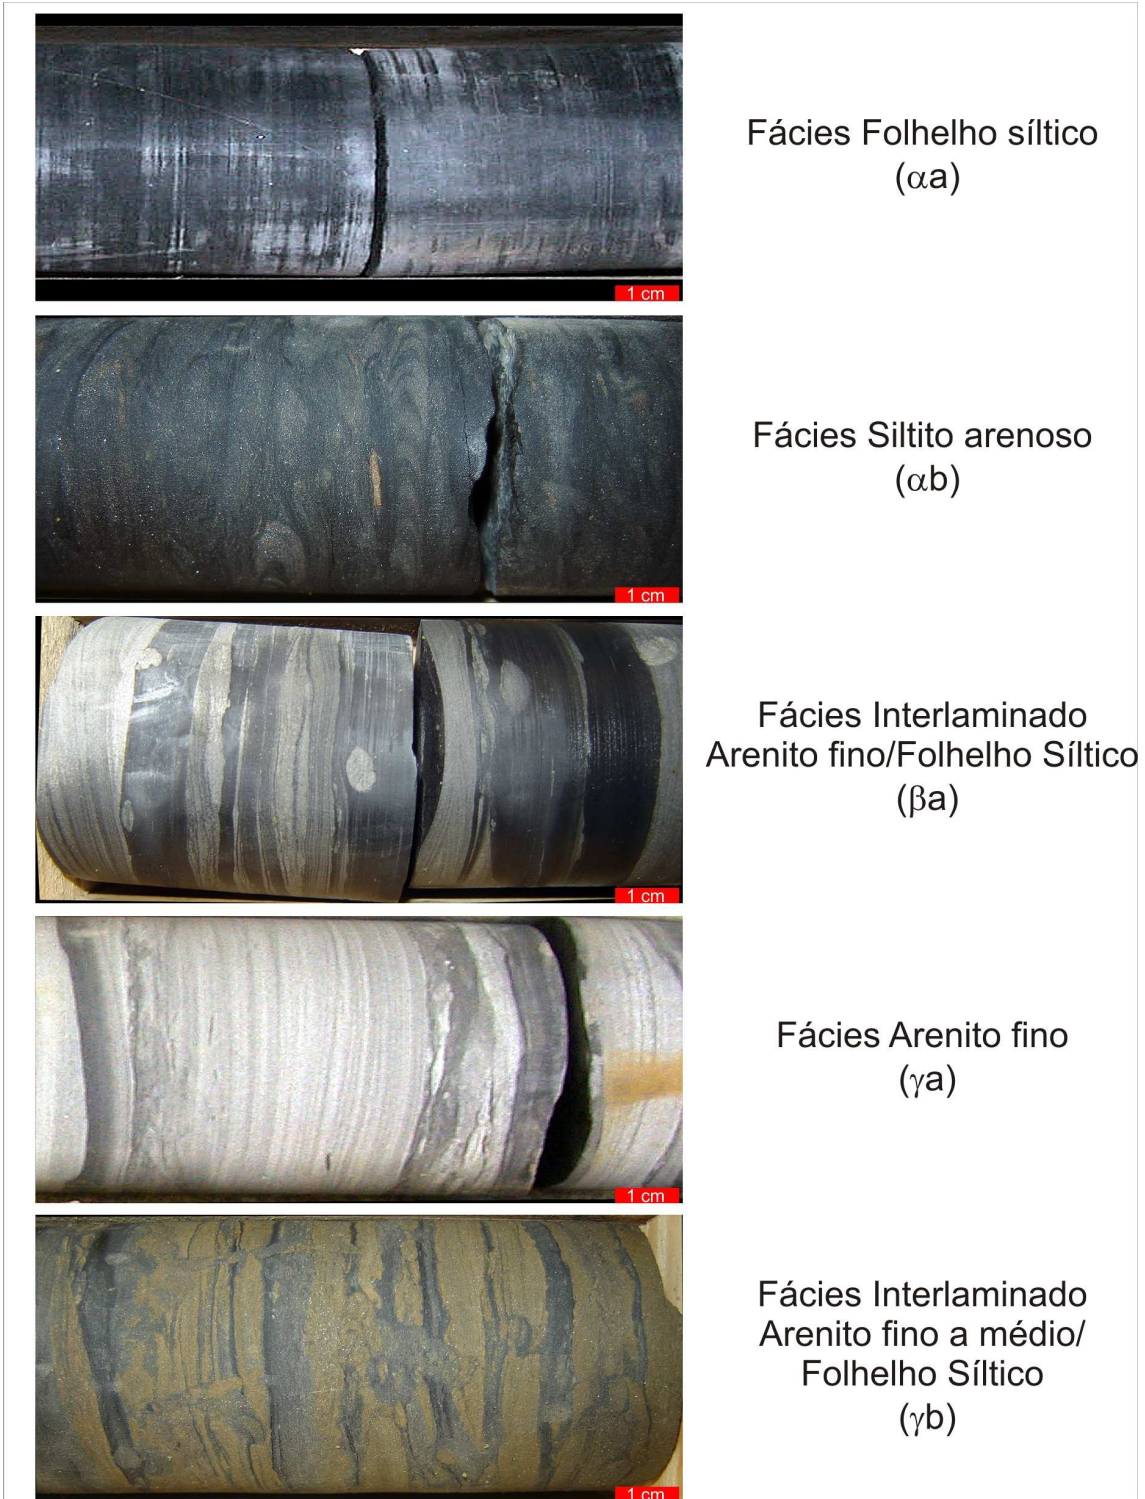 Fácies Folhelho síltico
(αa)
1 cm
Fácies Siltito arenoso
(αb)
1 cm
Fácies Interlaminado
Arenito fino/Folhelho Síltico
(βa)
1 cm
Fácies Arenito fino
(γa)
1 cm
Fácies Interlaminado
Arenito fino a médio/
Folhelho Síltico
(γb)
1 cm